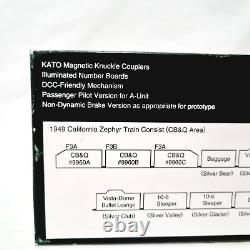 KATO Magnetic Knuckle Couplers
Illuminated Number Boards
DCC-Friendly Mechanism
Passenger Pilot Version for A-Unit
Non-Dynamic Brake Version as appropriate for prototype
1949 California Zephyr Train Consist (CB&Q Area)
F3A F3B F3A
CB&Q #9960A CB&Q #9960B CB&Q #9960C Baggage
(Silver Bear)
Vista-Dome Buffet Lounge 10-6 Sleeper 10-6 Sleeper
(Silver Club) (Silver Valley) (Silver Glacier)